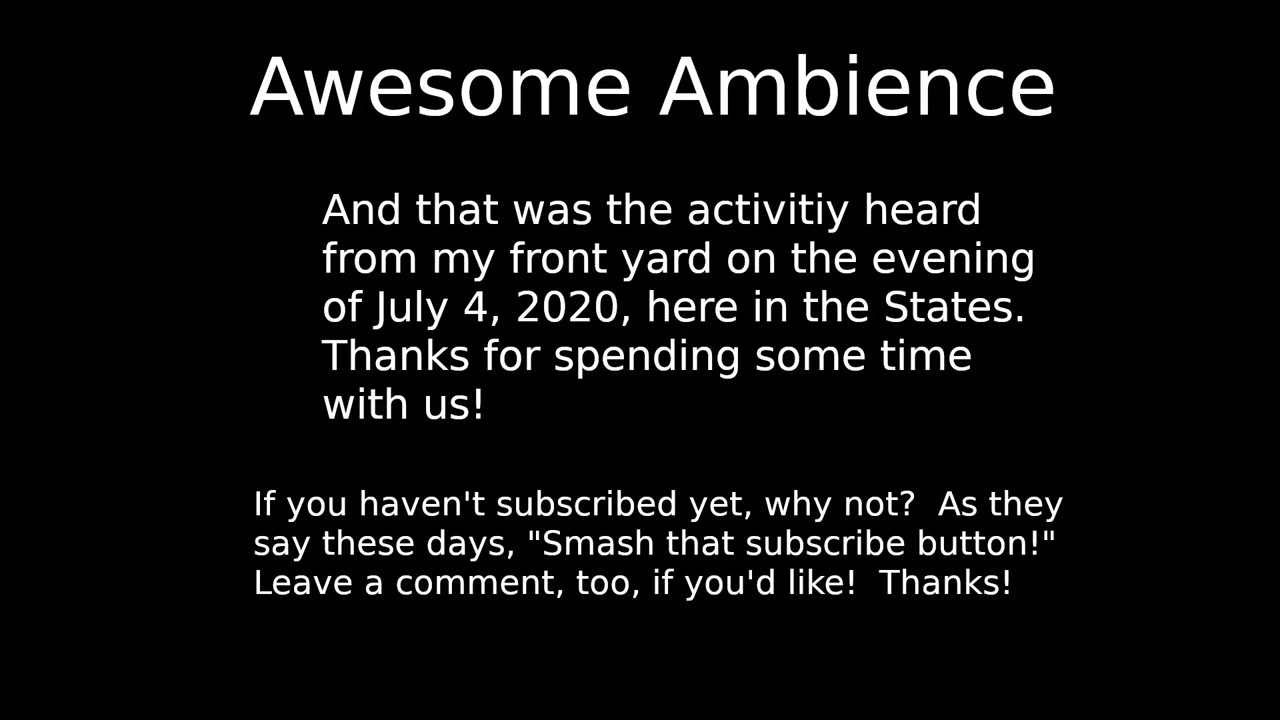 Awesome Ambience
And that was the activitiy heard
from my front yard on the evening
of July 4, 2020, here in the States.
Thanks for spending some time
with us!
If you haven't subscribed yet, why not?  As they
say these days, "Smash that subscribe button!"
Leave a comment, too, if you'd like!  Thanks!